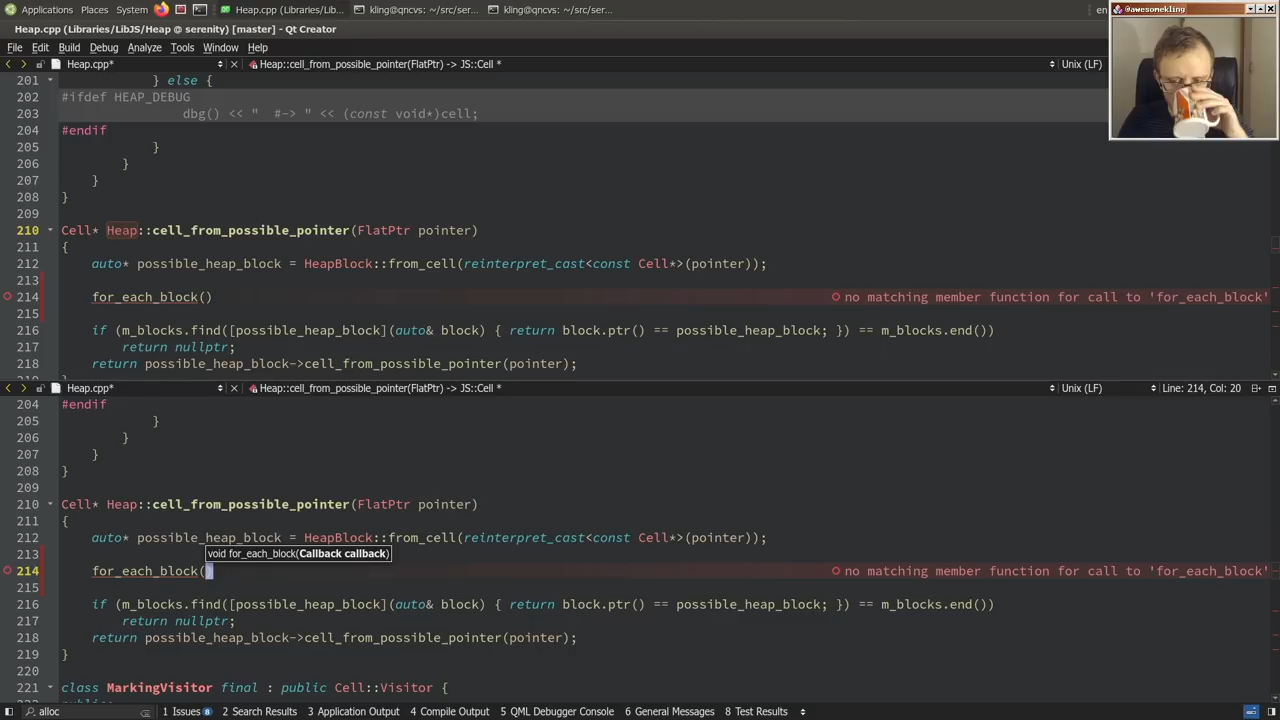 Applications Places System Heap.cpp (Libraries/Lib... kling@qncvs: ~/src/ser... kling@qncvs: ~/src/ser... en
@awesomekling
Heap.cpp (Libraries/LibJS/Heap @ serenity) [master] - Qt Creator
File Edit Build Debug Analyze Tools Window Help
Heap.cpp* Heap::cell_from_possible_pointer(FlatPtr) -> JS::Cell * Unix (LF)
201 } else {
202 #ifdef HEAP_DEBUG
203 dbg() << " #-> " << (const void*)cell;
204 #endif
205 }
206 }
207 }
208 }
209
210 Cell* Heap::cell_from_possible_pointer(FlatPtr pointer)
211 {
212 auto* possible_heap_block = HeapBlock::from_cell(reinterpret_cast<const Cell*>(pointer));
213
214 for_each_block() no matching member function for call to 'for_each_block'
215
216 if (m_blocks.find([possible_heap_block](auto& block) { return block.ptr() == possible_heap_block; }) == m_blocks.end())
217 return nullptr;
218 return possible_heap_block->cell_from_possible_pointer(pointer);
Heap.cpp* Heap::cell_from_possible_pointer(FlatPtr) -> JS::Cell * Unix (LF) Line: 214, Col: 20
204 #endif
205 }
206 }
207 }
208 }
209
210 Cell* Heap::cell_from_possible_pointer(FlatPtr pointer)
211 {
212 auto* possible_heap_block = HeapBlock::from_cell(reinterpret_cast<const Cell*>(pointer));
213 void for_each_block(Callback callback)
214 for_each_block() no matching member function for call to 'for_each_block'
215
216 if (m_blocks.find([possible_heap_block](auto& block) { return block.ptr() == possible_heap_block; }) == m_blocks.end())
217 return nullptr;
218 return possible_heap_block->cell_from_possible_pointer(pointer);
219 }
220
221 class MarkingVisitor final : public Cell::Visitor {
alloc 1 Issues 8 2 Search Results 3 Application Output 4 Compile Output 5 QML Debugger Console 6 General Messages 8 Test Results